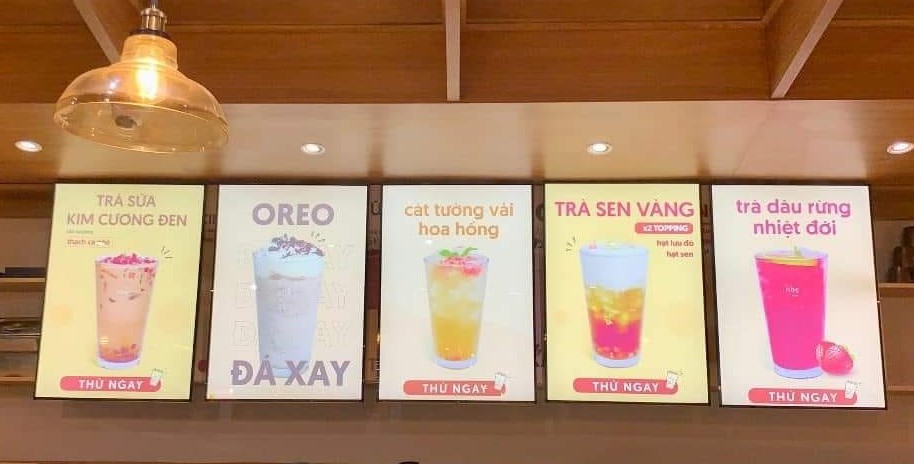 TRÀ SỮA
KIM CƯƠNG ĐEN
OREO
ĐÁ XAY
cát tường vải
hoa hồng
THỬ NGAY
TRÀ SEN VÀNG
x2 TOPPING
hạt lựu đỏ
hạt sen
THỬ NGAY
trà dâu rừng
nhiệt đới
THỬ NGAY
THỬ NGAY